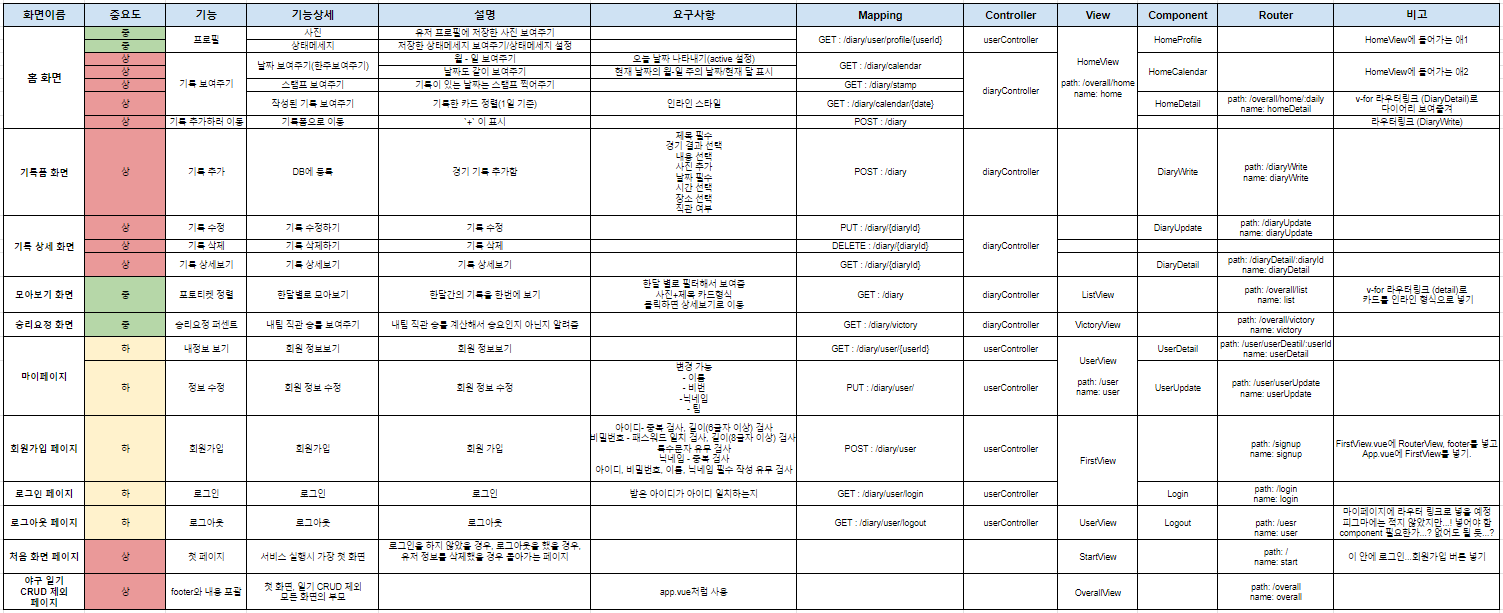 화면이름 중요도 기능 기능상세 설명 요구사항 Mapping Controller View Component Router 비고
홈 화면
중 프로필 사진 유저 프로필에 저장한 사진 보여주기 GET : /diary/user/profile/{userId} userController HomeProfile HomeView에 들어가는 애1
중 상태메세지 저장한 상태메세지 보여주기/상태메세지 설정
상 기록 보여주기 날짜 보여주기(한주보여주기) 월 - 일 보여주기 오늘 날짜 나타내기(active 설정) GET : /diary/calendar diaryController HomeCalendar HomeView에 들어가는 애2
상 날짜도 같이 보여주기 현재 날짜의 월-일 주의 날짜/현재 달 표시
HomeView
path: /overall/home
name: home
상 스탬프 보여주기 기록이 있는 날짜는 스탬프 찍어주기 GET : /diary/stamp
상 작성된 기록 보여주기 기록한 카드 정렬(1일 기준) 인라인 스타일 GET : /diary/calendar/{date} HomeDetail
path: /overall/home/:daily
name: homeDetail
v-for 라우터링크 (DiaryDetail)로
다이어리 보여줄겨
상 기록 추가하러 이동 기록폼으로 이동 '+' 이 표시 POST : /diary 라우터링크 (DiaryWrite)
기록폼 화면 상 기록 추가 DB에 등록 경기 기록 추가함
제목 필수
경기 결과 선택
내용 선택
사진 추가
날짜 필수
시간 선택
장소 선택
직관 여부
POST : /diary diaryController DiaryWrite
path: /diaryWrite
name: diaryWrite
기록 상세 화면
상 기록 수정 기록 수정하기 기록 수정 PUT : /diary/{diaryId} diaryController DiaryUpdate
path: /diaryUpdate
name: diaryUpdate
상 기록 삭제 기록 삭제하기 기록 삭제 DELETE : /diary/{diaryId}
상 기록 상세보기 기록 상세보기 기록 상세보기 GET : /diary/{diaryId} DiaryDetail
path: /diaryDetail/:diaryId
name: diaryDetail
모아보기 화면 중 포토티켓 정렬 한달별로 모아보기 한달간의 기록을 한번에 보기
한달 별로 필터해서 보여줌
사진+제목 카드형식
클릭하면 상세보기로 이동
GET : /diary diaryController ListView
path: /overall/list
name: list
v-for 라우터링크 (detail)로
카드를 인라인 형식으로 넣기
승리요정 화면 중 승리요정 퍼센트 내팀 직관 승률 보여주기 내팀 직관 승률 계산해서 승요인지 아닌지 알려줌 GET : /diary/victory diaryController VictoryView
path: /overall/victory
name: victory
마이페이지
하 내정보 보기 회원 정보보기 회원 정보보기 GET : /diary/user/{userId} userController UserDetail
path: /user/userDeatil/:userId
name: userDetail
UserView
path: /user
name: user
하 정보 수정 회원 정보 수정 회원 정보 수정
변경 가능
- 이름
- 비번
-닉네임
- 팀
PUT : /diary/user/ userController UserUpdate
path: /user/userUpdate
name: userUpdate
회원가입 페이지 하 회원가입 회원가입 회원 가입
아이디- 중복 검사, 길이(6글자 이상) 검사
비밀번호 - 패스워드 일치 검사, 길이(8글자 이상) 검사
특수문자 유무 검사
닉네임 - 중복 검사
아이디, 비밀번호, 이름, 닉네임 필수 작성 유무 검사
POST : /diary/user userController FirstView
path: /signup
name: signup
FirstView.vue에 RouterView, footer를 넣고
App.vue에 FirstView를 넣기.
로그인 페이지 하 로그인 로그인 로그인 받은 아이디가 아이디 일치하는지 GET : /diary/user/login userController Login
path: /login
name: login
로그아웃 페이지 하 로그아웃 로그아웃 로그아웃 GET : /diary/user/logout userController UserView Logout
path: /uesr
name: user
마이페이지에 라우터 링크로 넣을 예정
피그마에는 적지 않았지만...! 넣어야 함
component 필요한가...? 없어도 될 듯...?
처음 화면 페이지 상 첫 페이지 서비스 실행시 가장 첫 화면
로그인을 하지 않았을 경우, 로그아웃을 했을 경우,
유저 정보를 삭제했을 경우 돌아가는 페이지
StartView
path: /
name: start
이 안에 로그인...회원가입 버튼 넣기
야구 일기
CRUD 제외
페이지
상 footer와 내용 포괄
첫 화면, 일기 CRUD 제외
모든 화면의 부모
app.vue처럼 사용 OverallView
path: /overall
name: overall